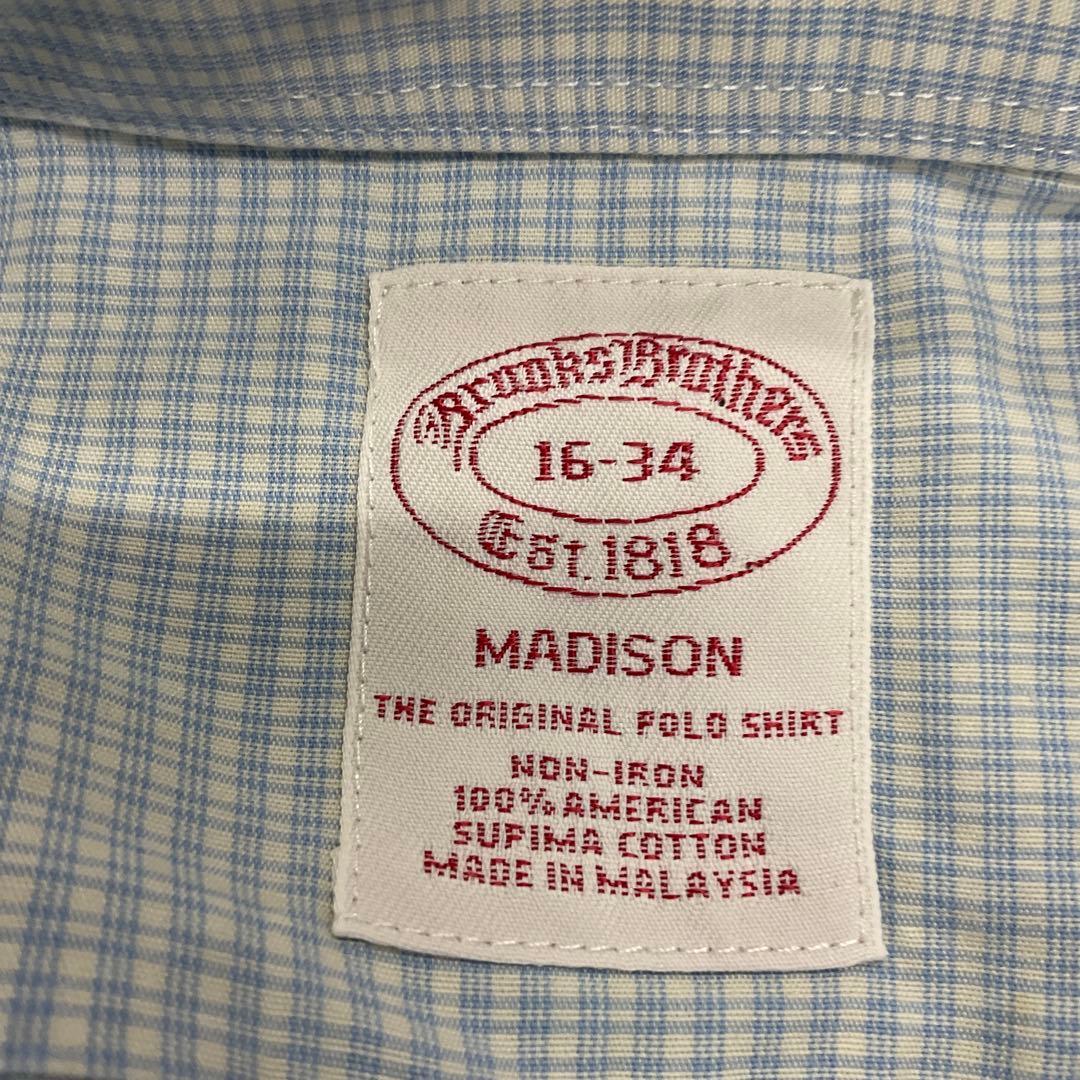 Brooks Brothers
16-34
Est. 1818
MADISON
THE ORIGINAL POLO SHIRT
NON-IRON
100% AMERICAN
SUPIMA COTTON
MADE IN MALAYSIA